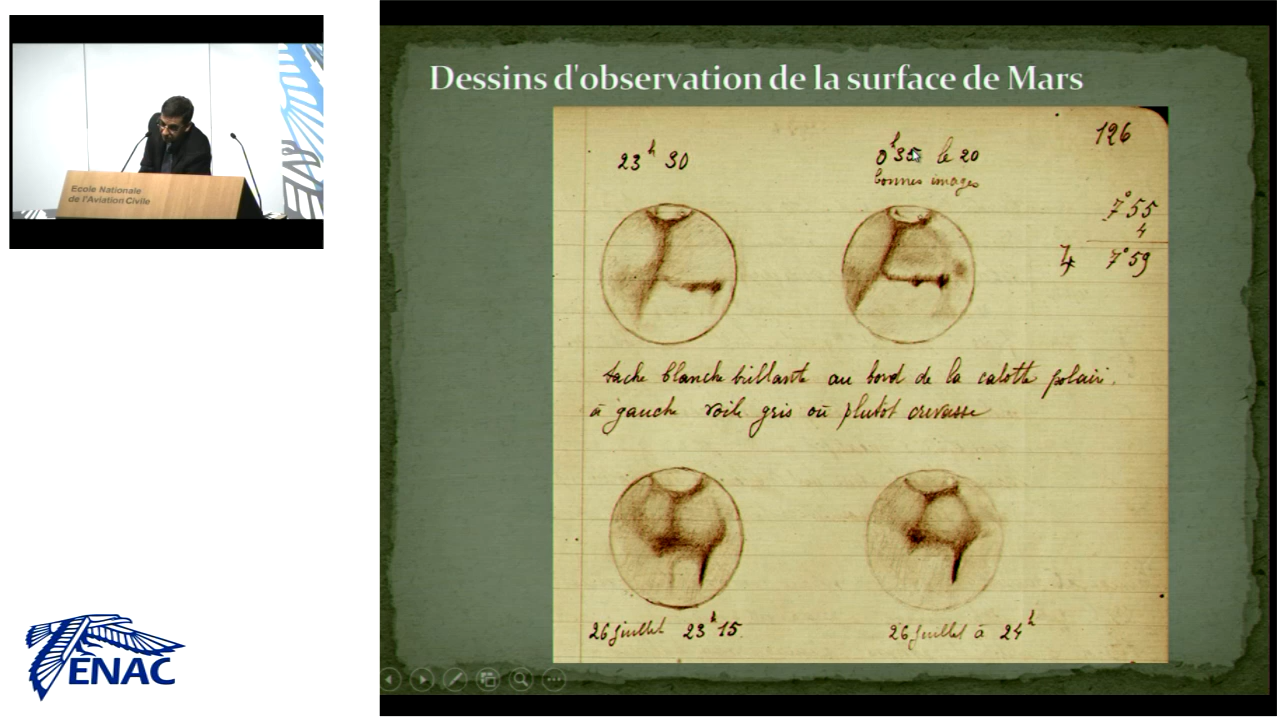 Ecole Nationale
de l'Aviation Civile
ENAC
Dessins d'observation de la surface de Mars
126
23h 30
0h35 le 20
bonnes images
7°55
4
7°59
tache blanche brillante au bord de la calotte polaire.
à gauche voile gris où plutôt crevasse
26 juillet 23h15
26 juillet à 24h